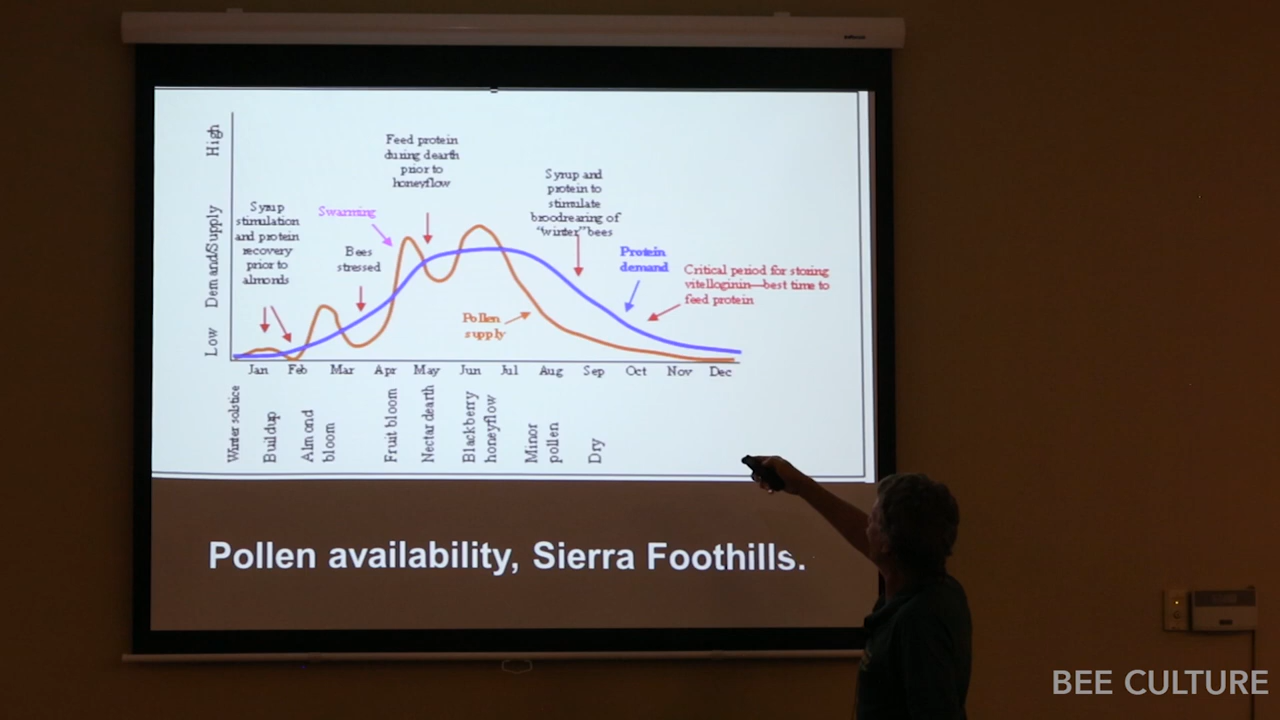 High
Demand/Supply
Low
Syrup
stimulation
and protein
recovery
prior to
almonds
Swarming
Bees
stressed
Feed protein
during dearth
prior to
honeyflow
Syrup and
protein to
stimulate
broodrearing of
"winter" bees
Protein
demand
Critical period for storing
vitelloginin—best time to
feed protein
Pollen
supply
Jan Feb Mar Apr May Jun Jul Aug Sep Oct Nov Dec
Winter solstice
Buildup
Almond
bloom
Fruit bloom
Nectar dearth
Blackberry
honeyflow
Minor
pollen
Dry
Pollen availability, Sierra Foothills.
BEE CULTURE